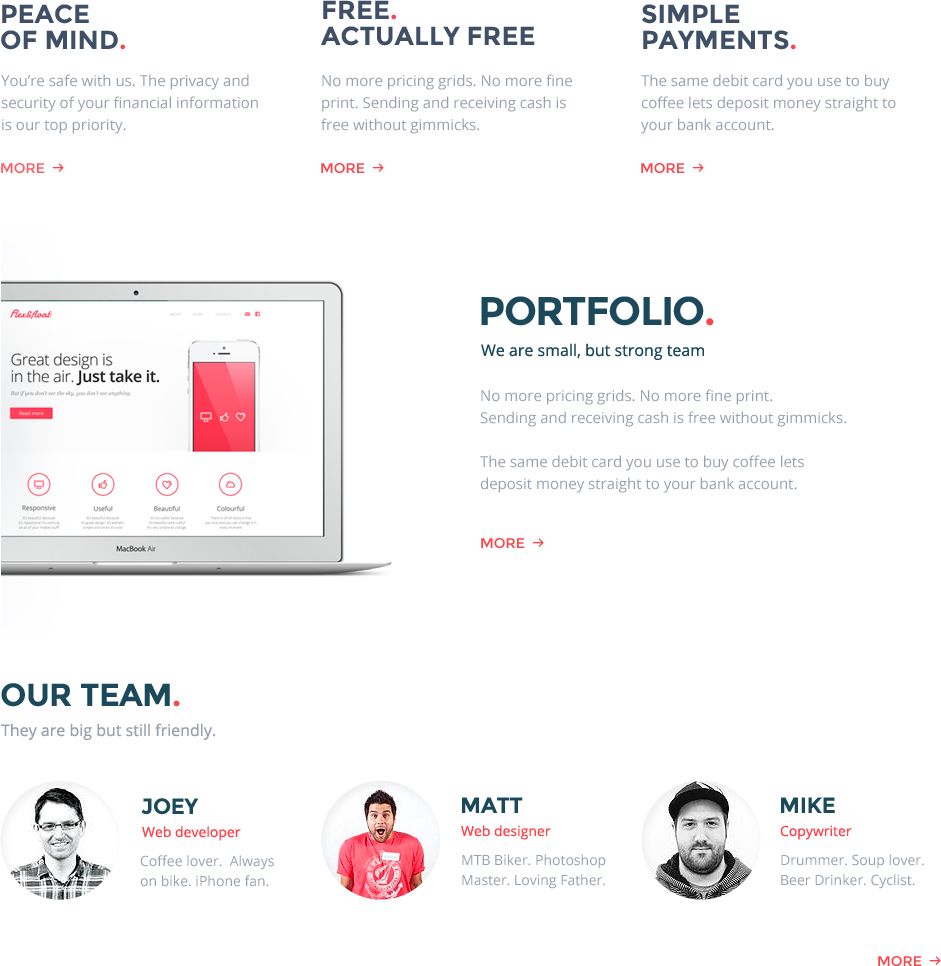 PEACE
OF MIND.
You’re safe with us. The privacy and
security of your financial information
is our top priority.
MORE →
FREE.
ACTUALLY FREE
No more pricing grids. No more fine
print. Sending and receiving cash is
free without gimmicks.
MORE →
SIMPLE
PAYMENTS.
The same debit card you use to buy
coffee lets deposit money straight to
your bank account.
MORE →
Flex&float
ABOUT WORK CONTACT
Great design is
in the air. Just take it.
But if you don't see the sky, you don't see anything.
Read more
Responsive
Useful
Beautiful
Colourful
MacBook Air
PORTFOLIO.
We are small, but strong team
No more pricing grids. No more fine print.
Sending and receiving cash is free without gimmicks.
The same debit card you use to buy coffee lets
deposit money straight to your bank account.
MORE →
OUR TEAM.
They are big but still friendly.
JOEY
Web developer
Coffee lover. Always
on bike. iPhone fan.
MATT
Web designer
MTB Biker. Photoshop
Master. Loving Father.
MIKE
Copywriter
Drummer. Soup lover.
Beer Drinker. Cyclist.
MORE →